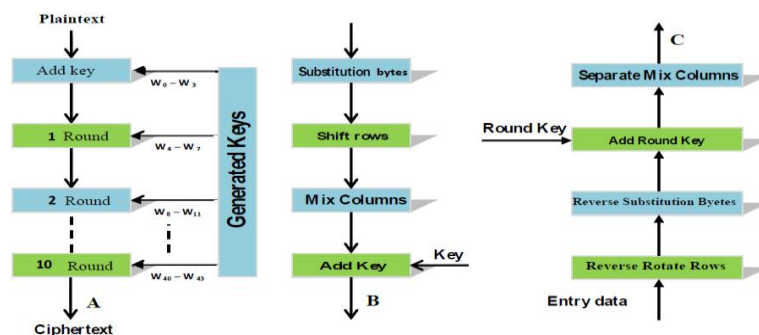 Plaintext
Add key
W0 – W3
1 Round
W4 – W7
2 Round
W8 – W11
10 Round
W40 – W43
A
Ciphertext
Generated Keys
Substitution bytes
Shift rows
Mix Columns
Add Key
Key
B
C
Separate Mix Columns
Round Key
Add Round Key
Reverse Substitution Byetes
Reverse Rotate Rows
Entry data